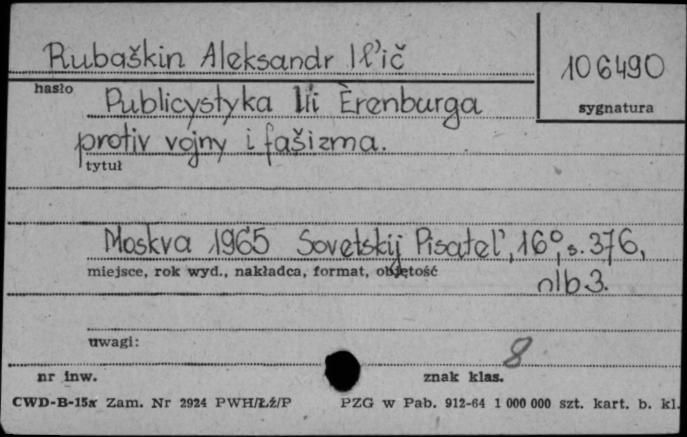 Rubaškin Aleksandr Il'ič
106490
hasło
sygnatura
Publicystyka Ili Èrenburga
protiv vojny i fašizma.
tytuł
Moskva 1965 Sovetskij Pisatel', 16°, s. 376,
miejsce, rok wyd., nakładca, format, objętość
nlb 3.
uwagi:
8
nr inw.
znak klas.
CWD-B-15x Zam. Nr 2924 PWH/Łź/P PZG w Pab. 912-64 1 000 000 szt. kart. b. kl.